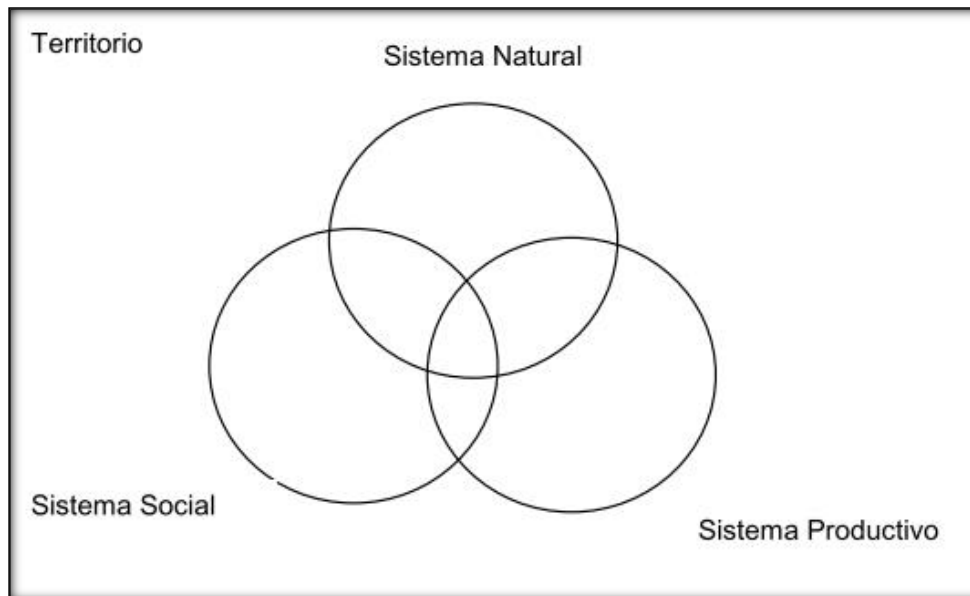 Territorio
Sistema Natural
Sistema Social
Sistema Productivo